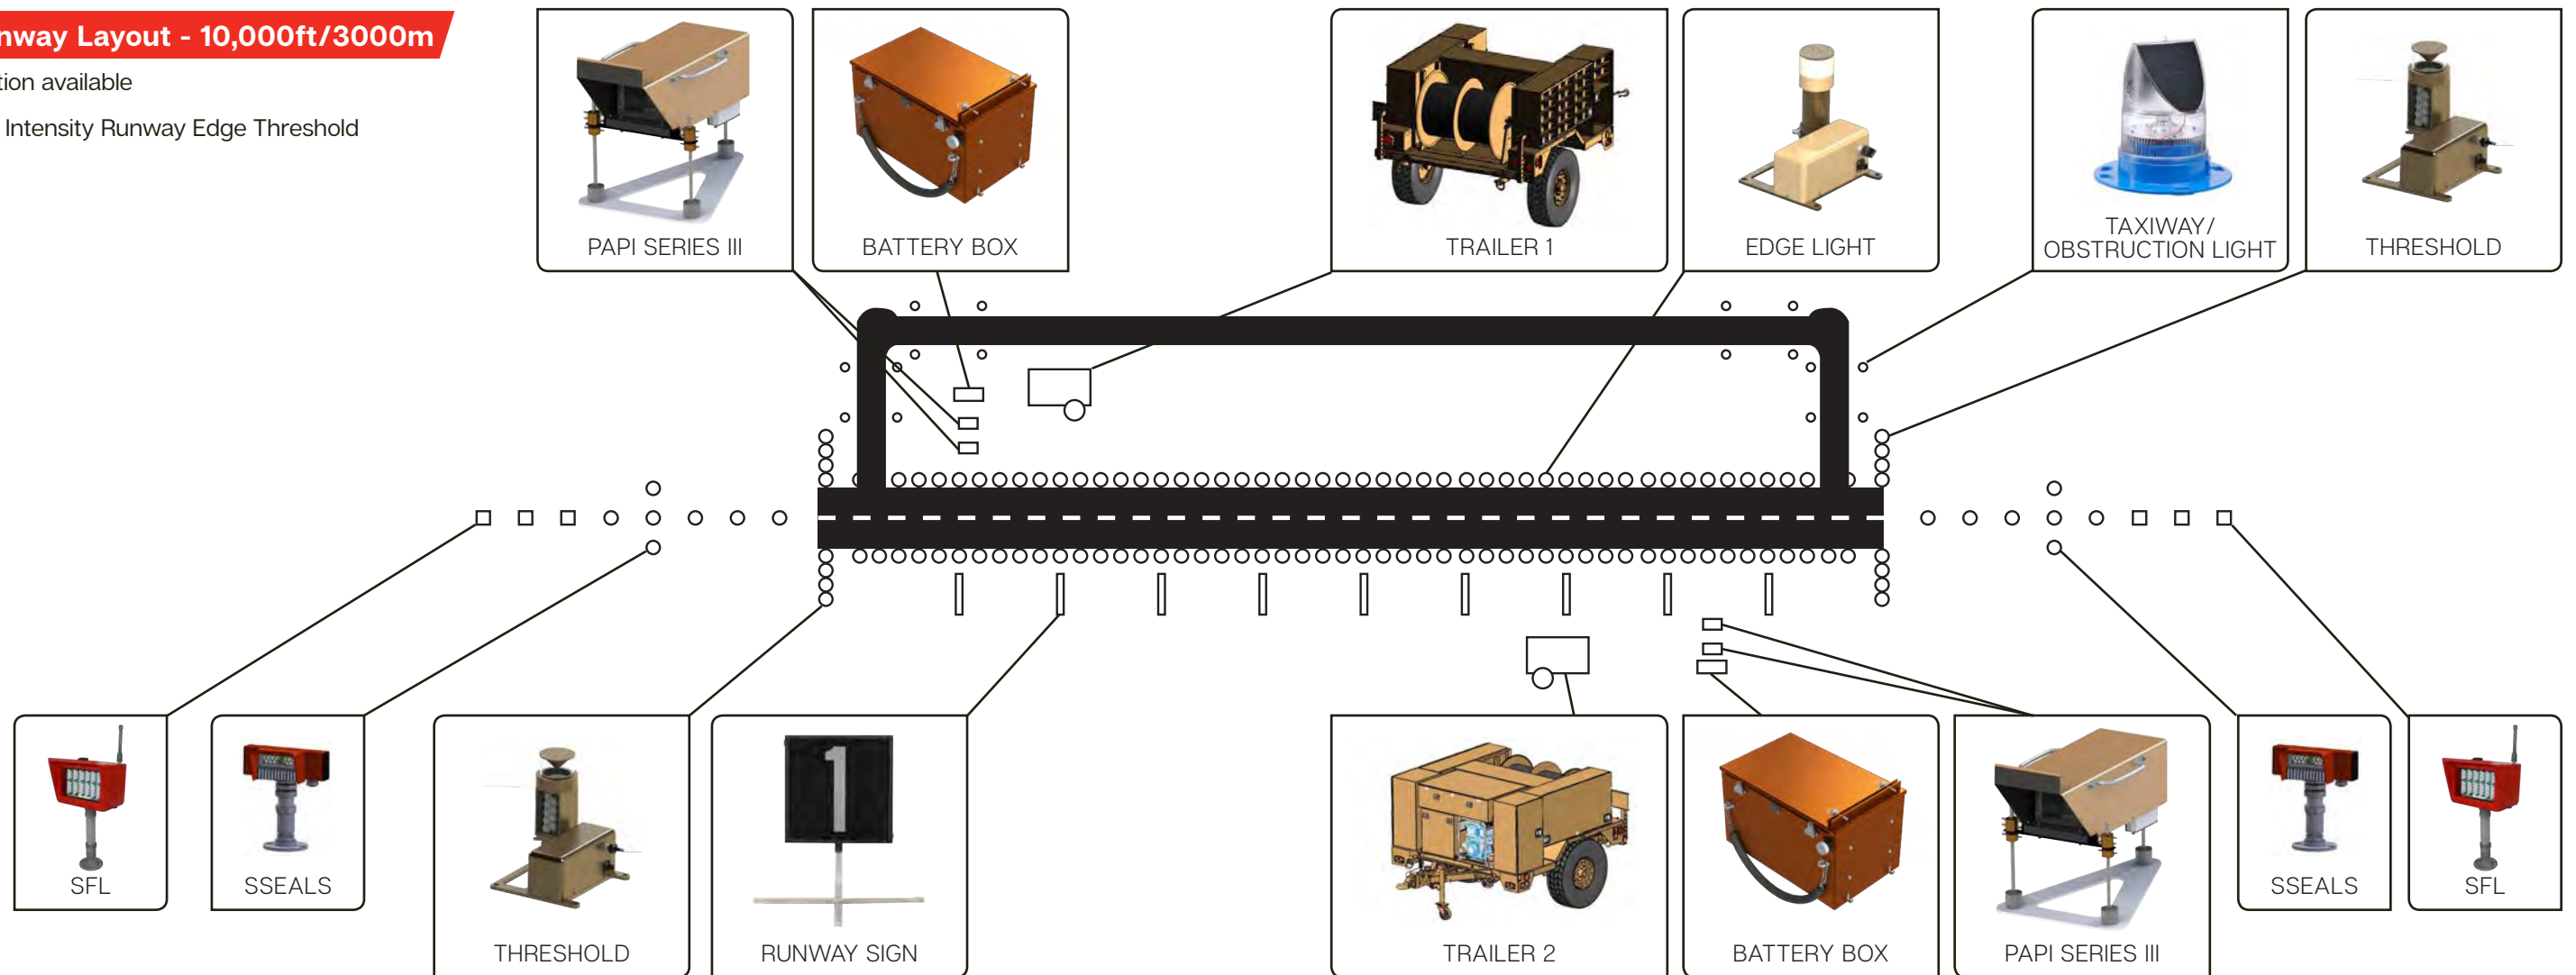 nway Layout - 10,000ft/3000m
tion available
Intensity Runway Edge Threshold
PAPI SERIES III
BATTERY BOX
TRAILER 1
EDGE LIGHT
TAXIWAY/
OBSTRUCTION LIGHT
THRESHOLD
SFL
SSEALS
THRESHOLD
1
RUNWAY SIGN
TRAILER 2
BATTERY BOX
PAPI SERIES III
SSEALS
SFL